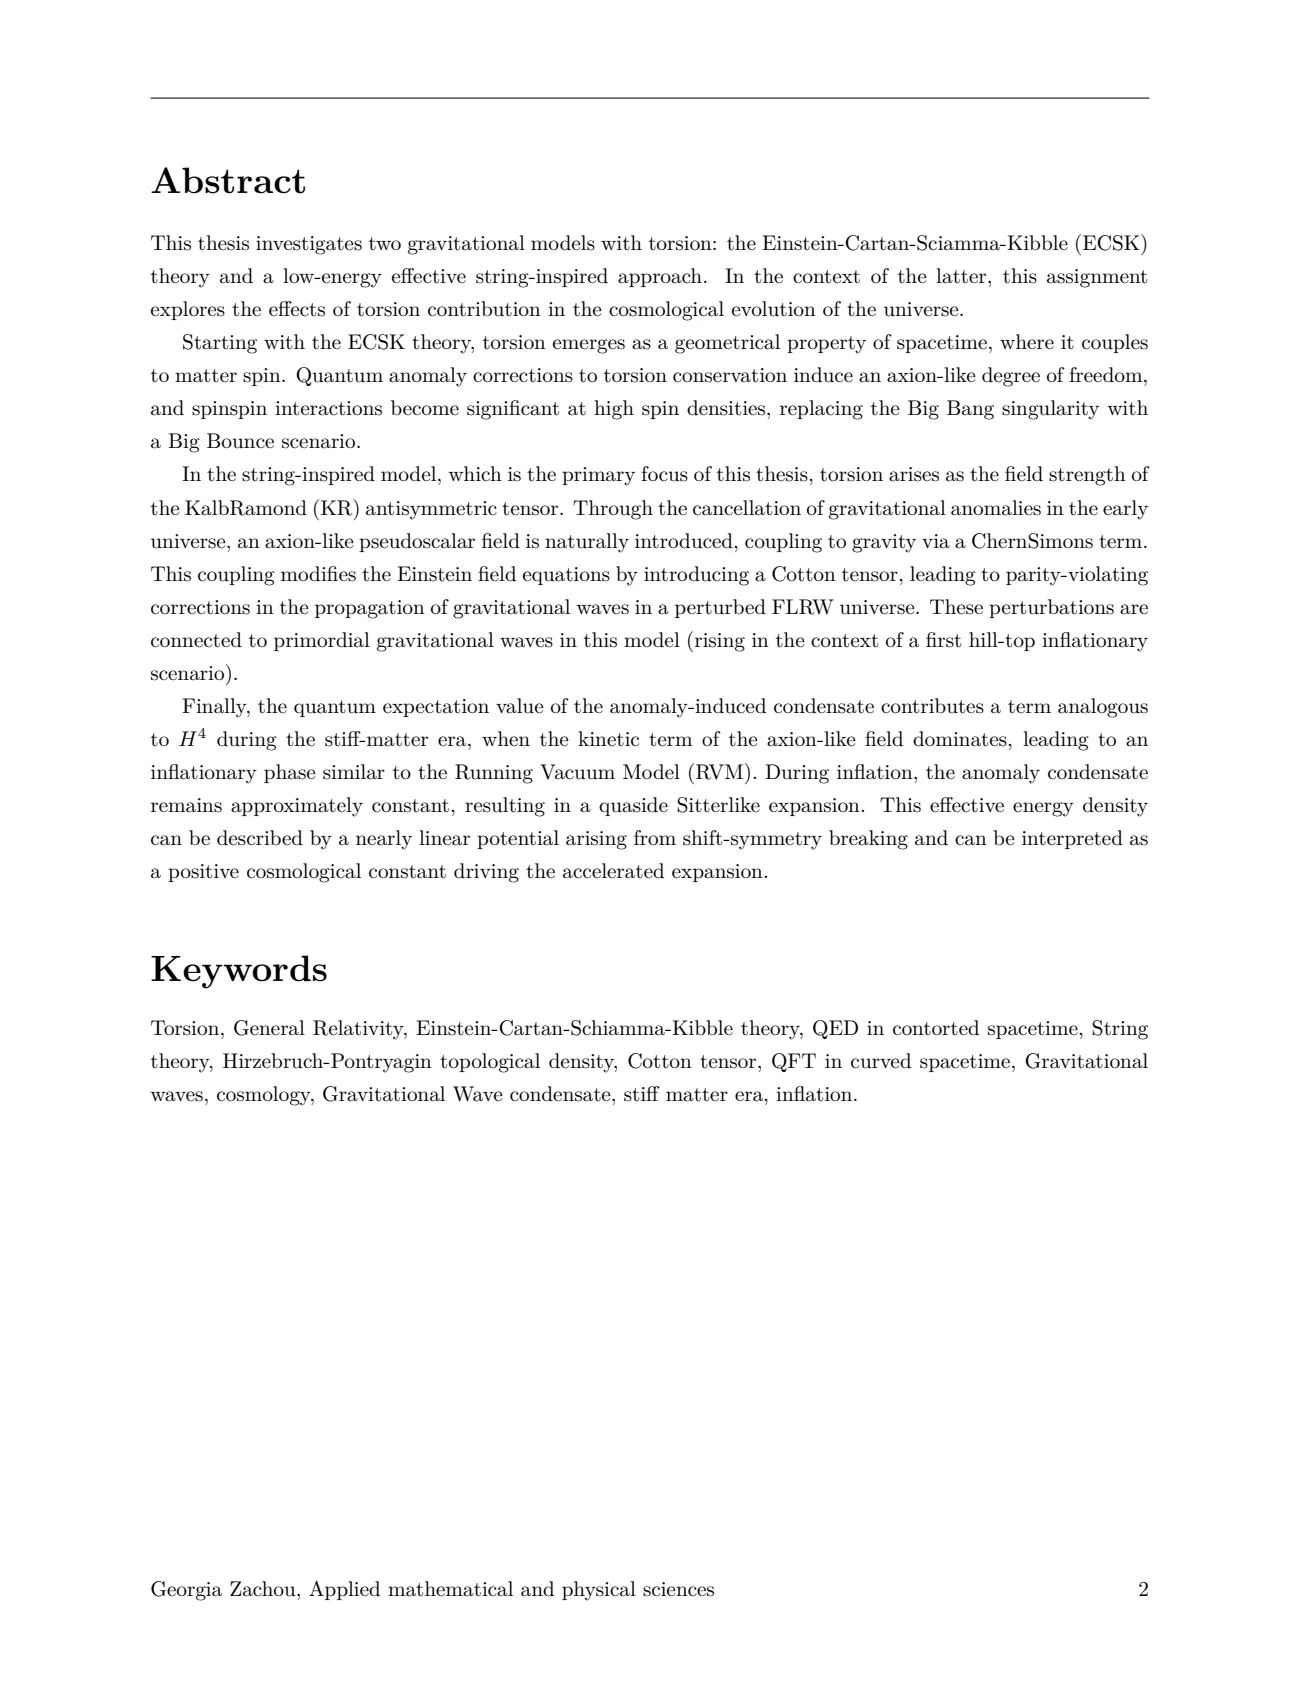 Abstract
This thesis investigates two gravitational models with torsion: the Einstein-Cartan-Sciamma-Kibble (ECSK)
theory and a low-energy effective string-inspired approach. In the context of the latter, this assignment
explores the effects of torsion contribution in the cosmological evolution of the universe.
Starting with the ECSK theory, torsion emerges as a geometrical property of spacetime, where it couples
to matter spin. Quantum anomaly corrections to torsion conservation induce an axion-like degree of freedom,
and spinspin interactions become significant at high spin densities, replacing the Big Bang singularity with
a Big Bounce scenario.
In the string-inspired model, which is the primary focus of this thesis, torsion arises as the field strength of
the KalbRamond (KR) antisymmetric tensor. Through the cancellation of gravitational anomalies in the early
universe, an axion-like pseudoscalar field is naturally introduced, coupling to gravity via a ChernSimons term.
This coupling modifies the Einstein field equations by introducing a Cotton tensor, leading to parity-violating
corrections in the propagation of gravitational waves in a perturbed FLRW universe. These perturbations are
connected to primordial gravitational waves in this model (rising in the context of a first hill-top inflationary
scenario).
Finally, the quantum expectation value of the anomaly-induced condensate contributes a term analogous
to H⁴ during the stiff-matter era, when the kinetic term of the axion-like field dominates, leading to an
inflationary phase similar to the Running Vacuum Model (RVM). During inflation, the anomaly condensate
remains approximately constant, resulting in a quaside Sitterlike expansion. This effective energy density
can be described by a nearly linear potential arising from shift-symmetry breaking and can be interpreted as
a positive cosmological constant driving the accelerated expansion.
Keywords
Torsion, General Relativity, Einstein-Cartan-Schiamma-Kibble theory, QED in contorted spacetime, String
theory, Hirzebruch-Pontryagin topological density, Cotton tensor, QFT in curved spacetime, Gravitational
waves, cosmology, Gravitational Wave condensate, stiff matter era, inflation.
Georgia Zachou, Applied mathematical and physical sciences 2